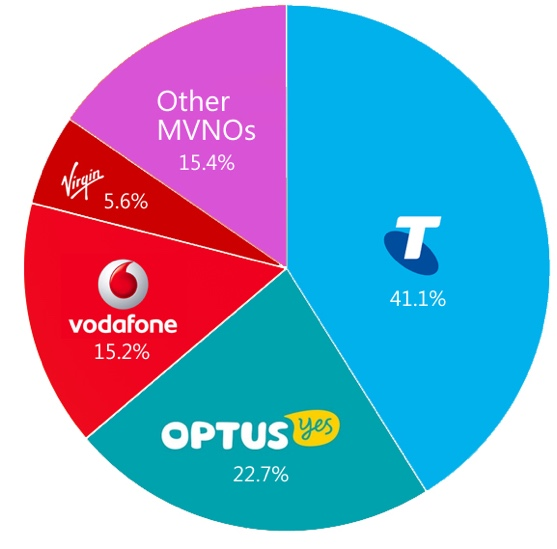 Other
MVNOs
15.4%
Virgin
5.6%
T
41.1%
vodafone
15.2%
OPTUS yes
22.7%